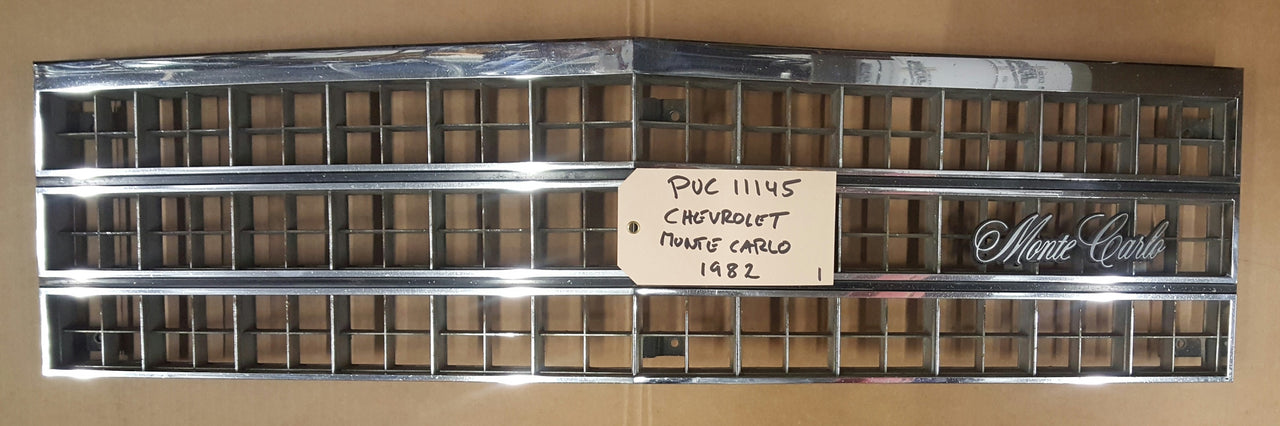 PUC 11145
CHEVROLET
MONTE CARLO
1982 1
Monte Carlo